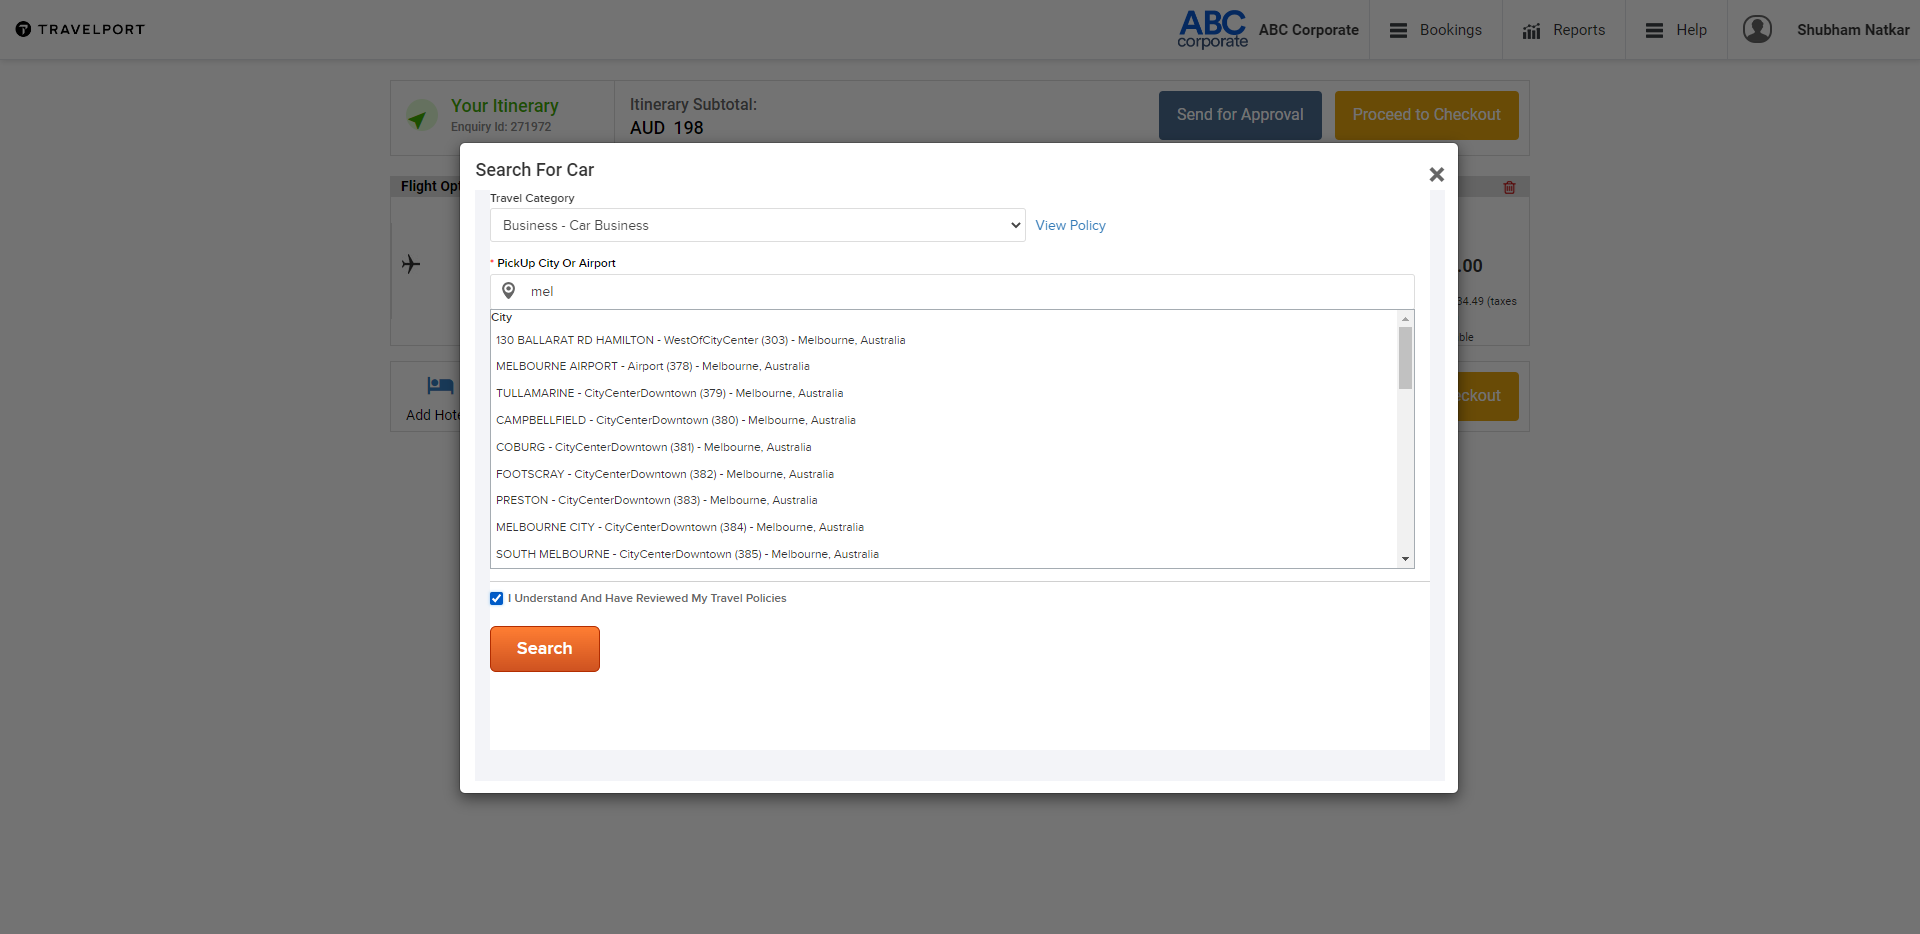 TRAVELPORT
ABC corporate
ABC Corporate
Bookings
Reports
Help
Shubham Natkar
Your Itinerary
Enquiry Id: 271972
Itinerary Subtotal:
AUD 198
Send for Approval
Proceed to Checkout
Flight Op
Search For Car
Travel Category
Business - Car Business
View Policy
* PickUp City Or Airport
mel
City
130 BALLARAT RD HAMILTON - WestOfCityCenter (303) - Melbourne, Australia
MELBOURNE AIRPORT - Airport (378) - Melbourne, Australia
TULLAMARINE - CityCenterDowntown (379) - Melbourne, Australia
CAMPBELLFIELD - CityCenterDowntown (380) - Melbourne, Australia
COBURG - CityCenterDowntown (381) - Melbourne, Australia
FOOTSCRAY - CityCenterDowntown (382) - Melbourne, Australia
PRESTON - CityCenterDowntown (383) - Melbourne, Australia
MELBOURNE CITY - CityCenterDowntown (384) - Melbourne, Australia
SOUTH MELBOURNE - CityCenterDowntown (385) - Melbourne, Australia
I Understand And Have Reviewed My Travel Policies
Search
.00
34.49 (taxes
ble
Add Hote
eckout